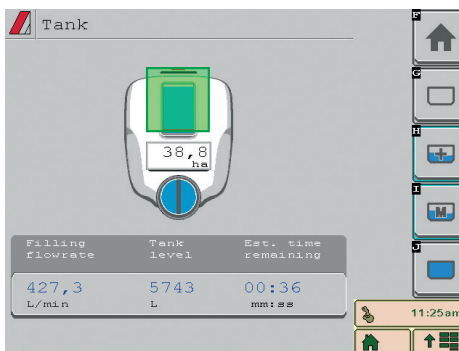 Tank
F
G
38,8
ha
H
I
M
J
Filling flowrate
Tank level
Est. time remaining
427,3
5743
00:36
L/min
L
mm:ss
11:25am